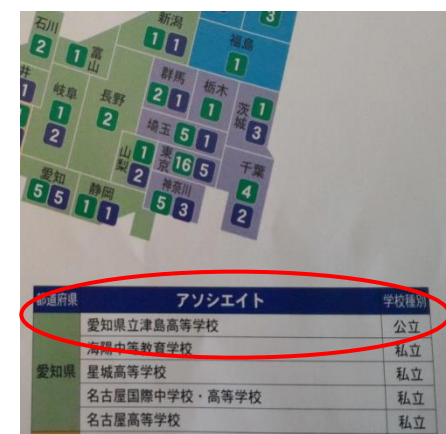 石川
2
新潟
1 1
3
福島
1
1 富山
群馬
2 1
栃木
1
茨城
1
3
井
1
岐阜
1
2
長野
2
埼玉 5 1
山梨
1
2
東京 16 5
千葉
4
2
愛知
5 5
静岡
1 1
神奈川
5 3
都道府県 アソシエイト 学校種別
愛知県立津島高等学校 公立
海陽中等教育学校 私立
愛知県 星城高等学校 私立
名古屋国際中学校・高等学校 私立
名古屋高等学校 私立